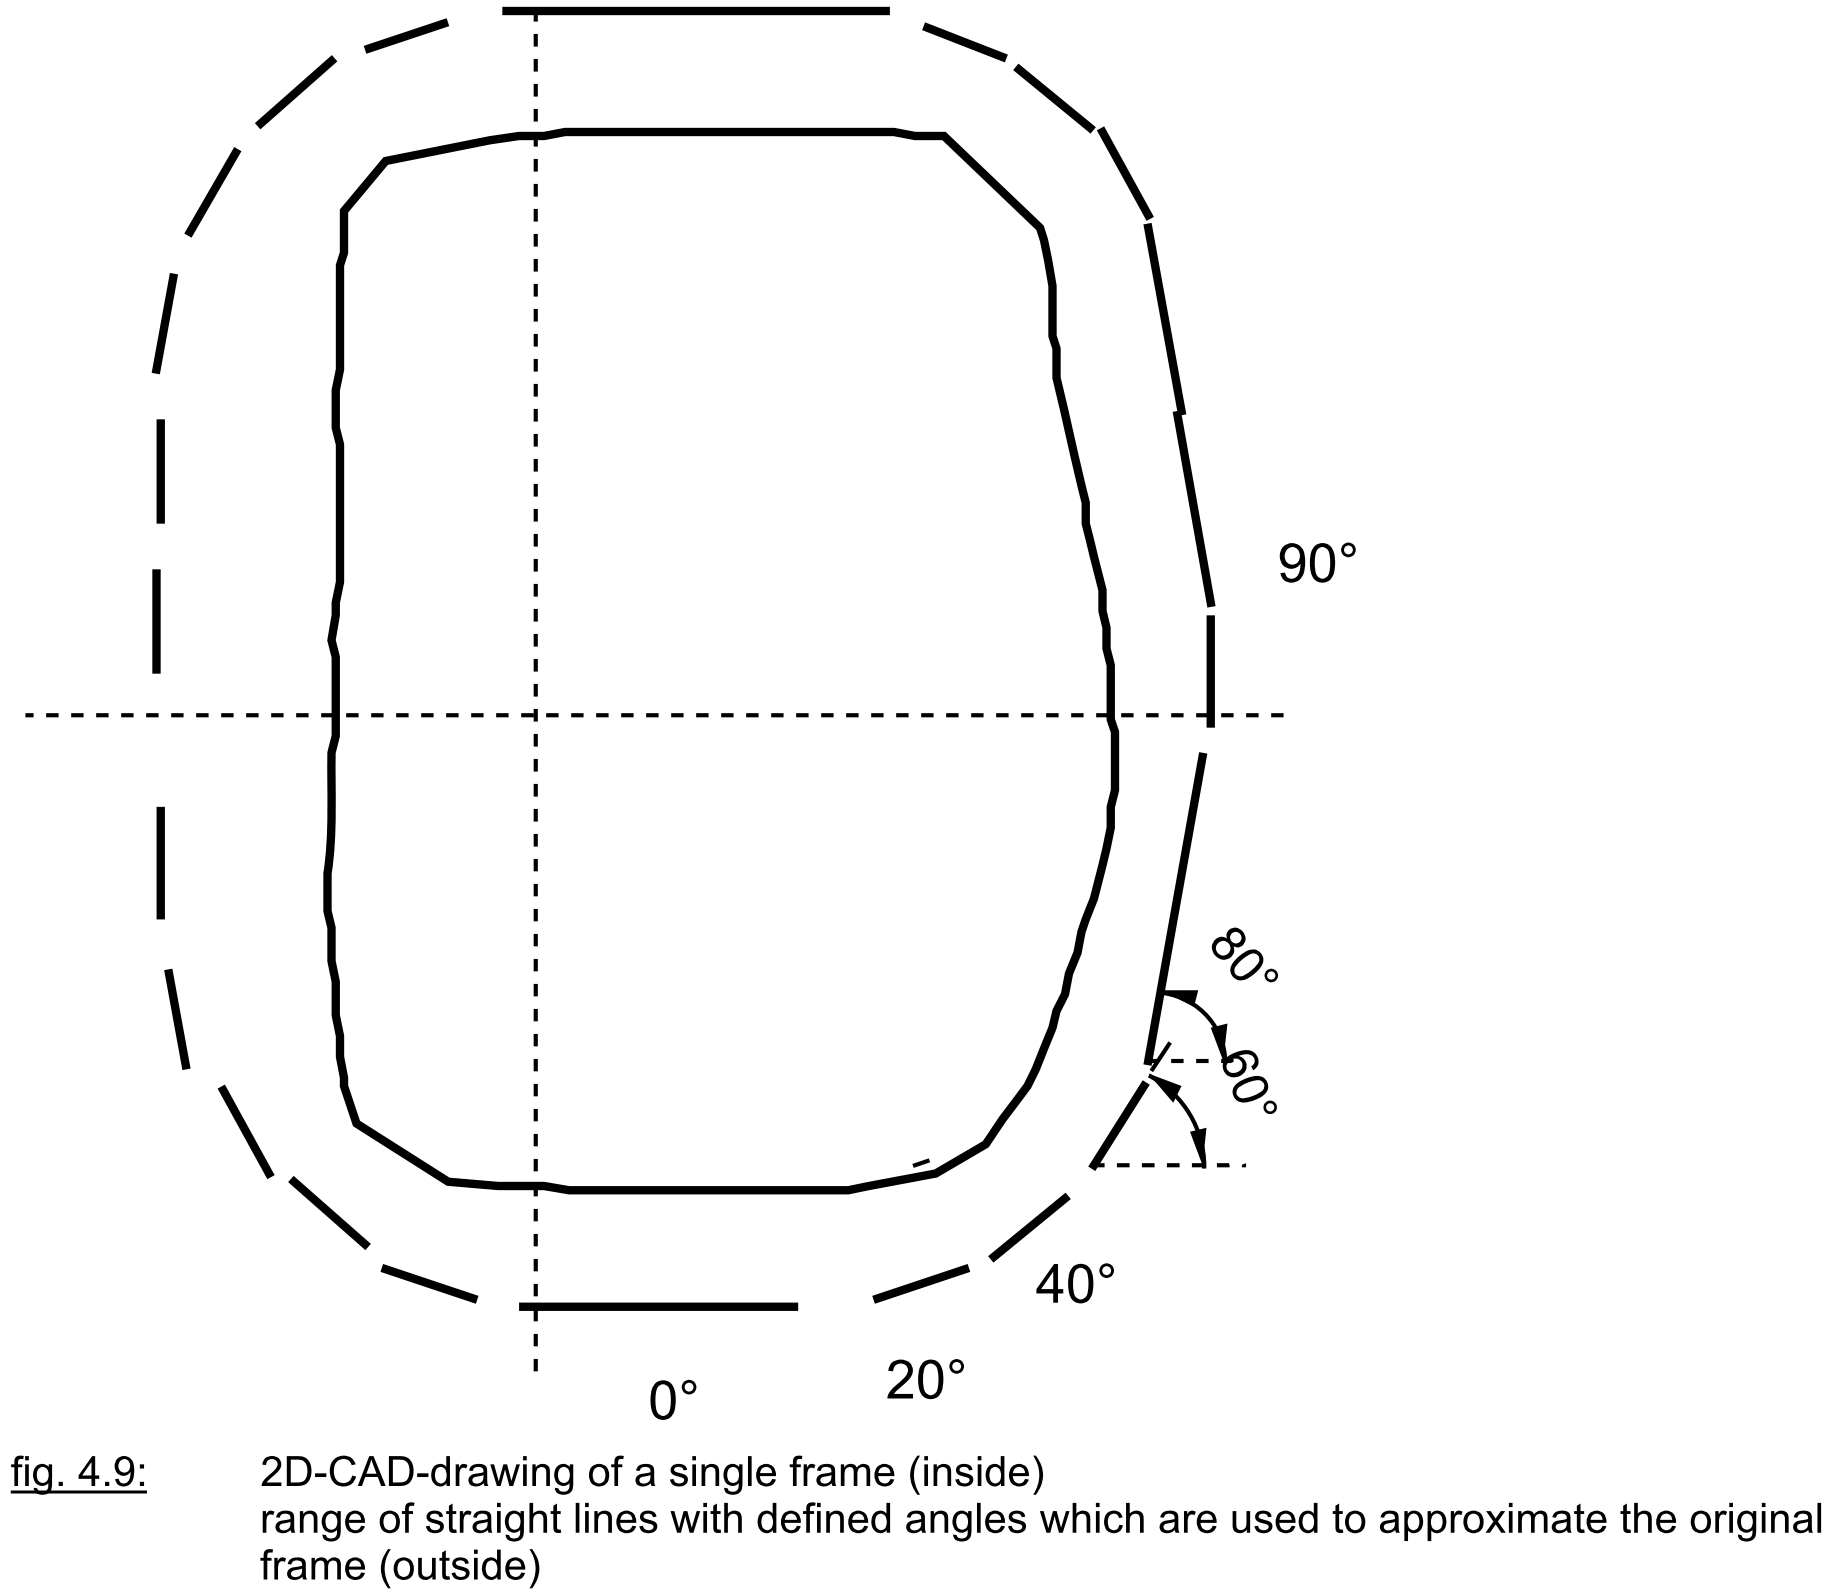 90°
80°
60°
40°
20°
0°
fig. 4.9: 2D-CAD-drawing of a single frame (inside)
range of straight lines with defined angles which are used to approximate the original
frame (outside)